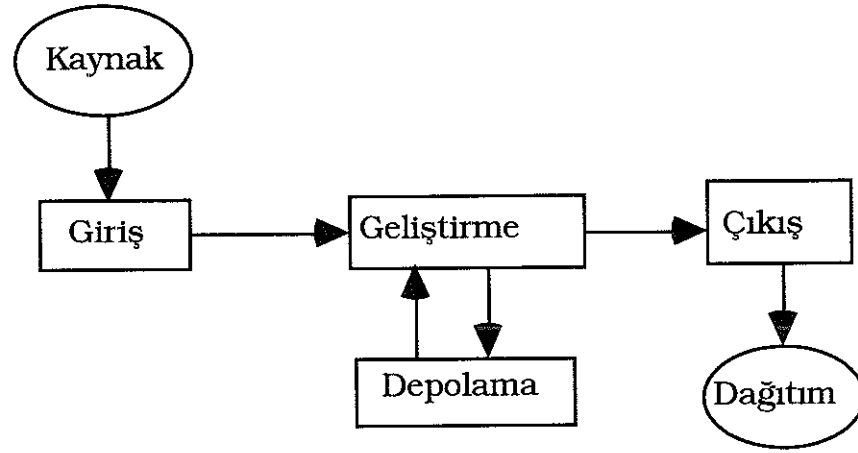 Kaynak
Giriş
Geliştirme
Çıkış
Depolama
Dağıtım